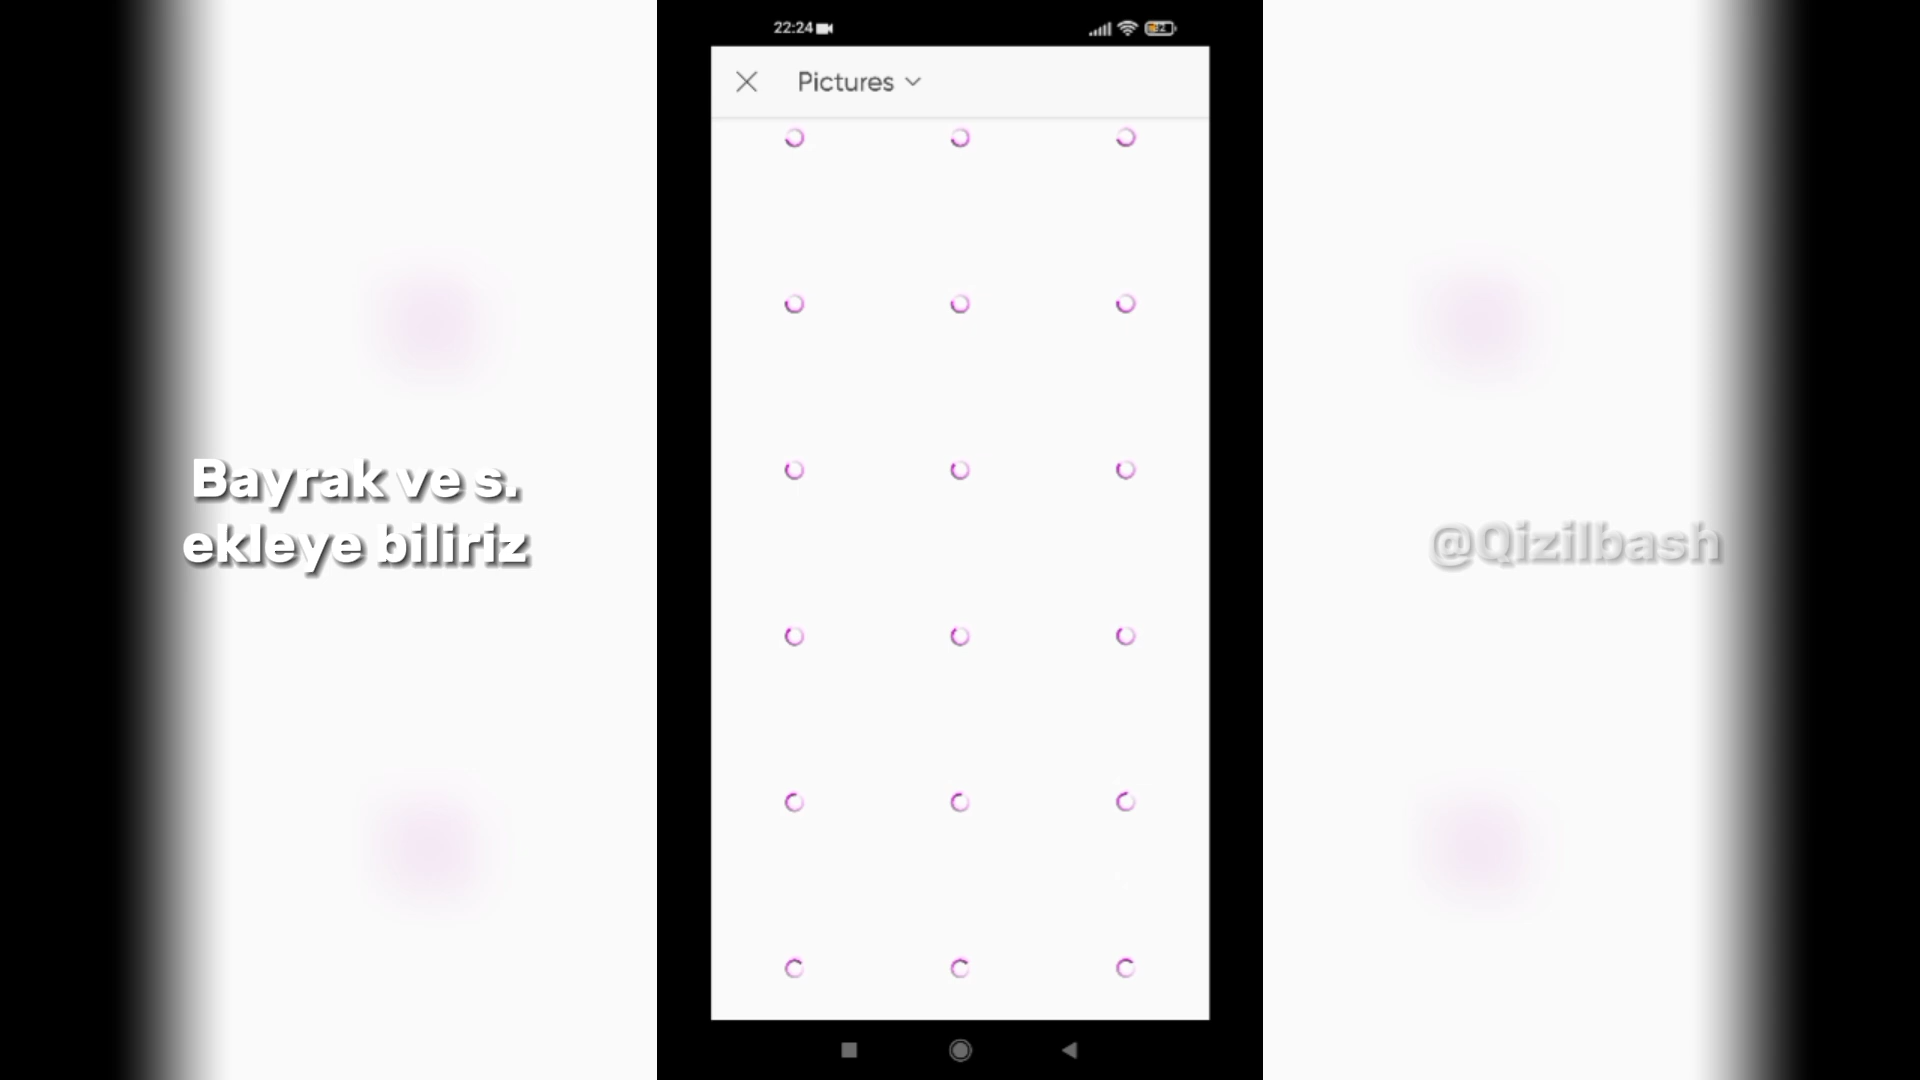 22:24
Pictures
Bayrak ve s.
ekleye biliriz
@Qizilbash